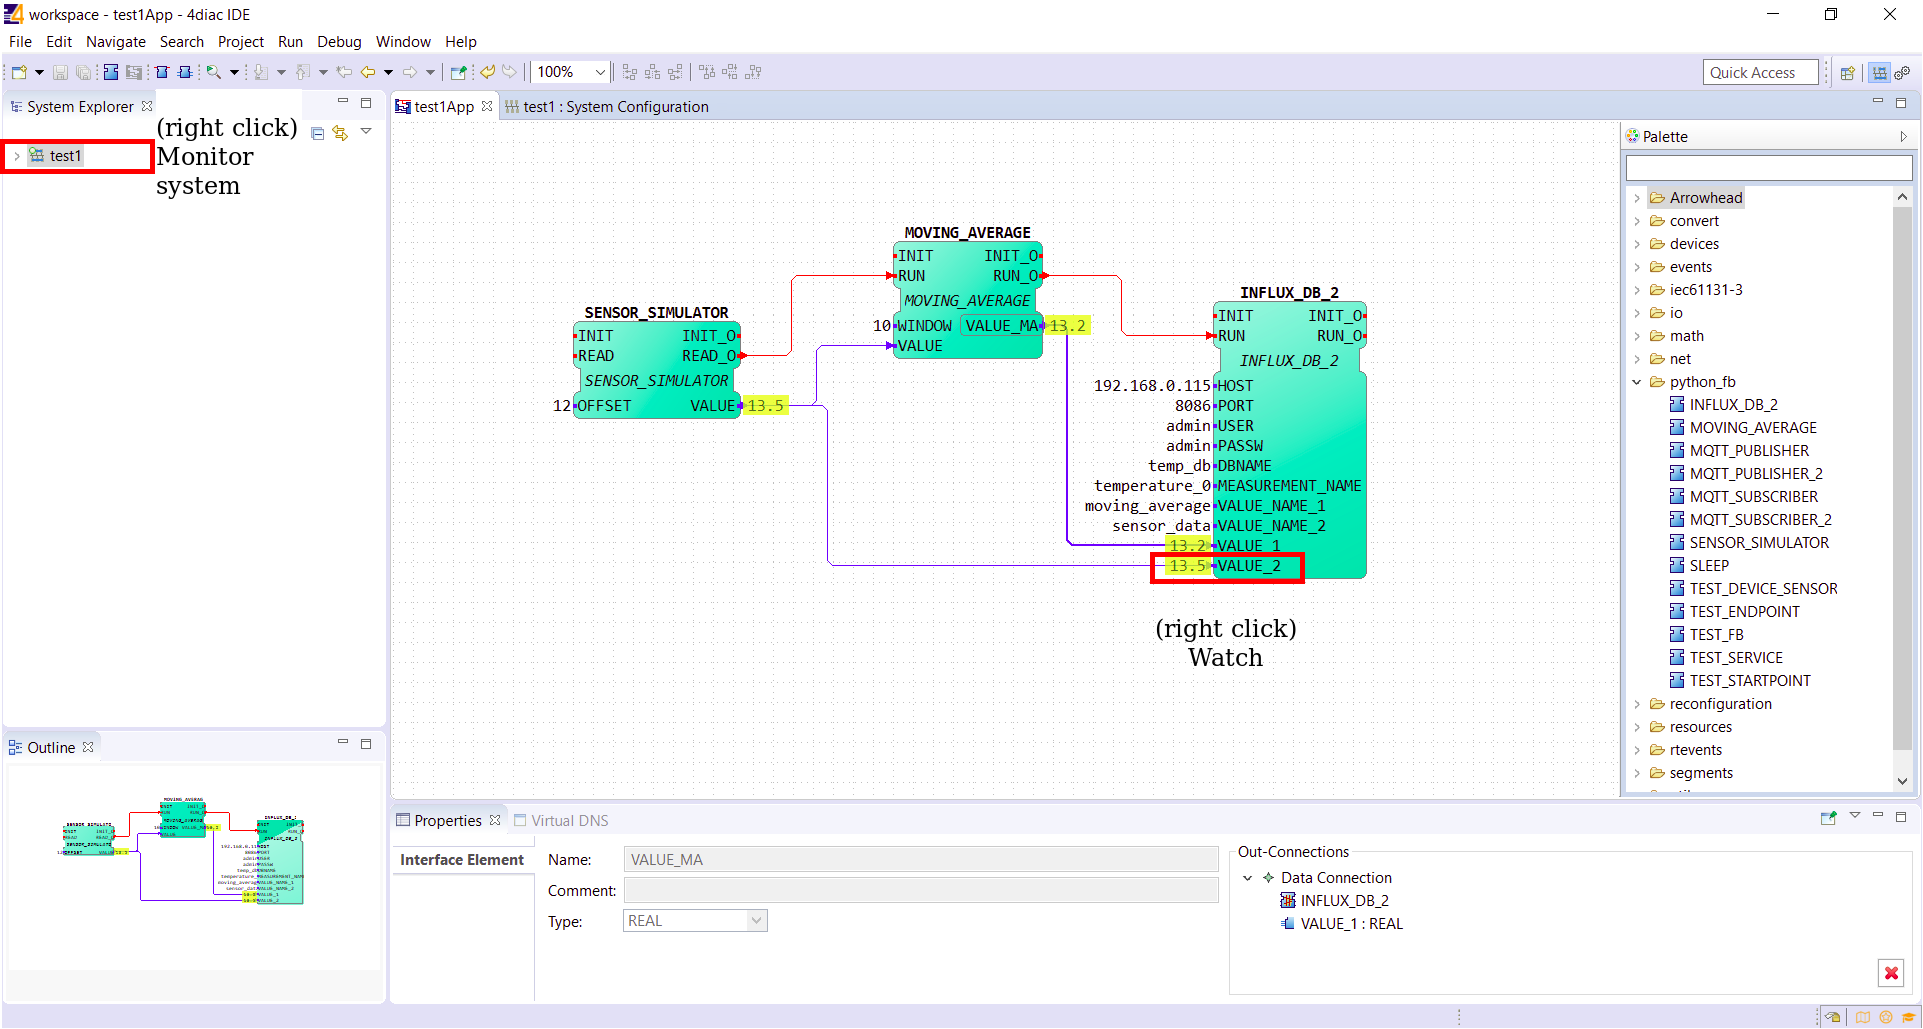 workspace - test1App - 4diac IDE
File Edit Navigate Search Project Run Debug Window Help
100%
Quick Access
System Explorer
test1
(right click)
Monitor
system
test1App
test1 : System Configuration
MOVING_AVERAGE
INIT INIT_O
RUN RUN_O
MOVING_AVERAGE
10 WINDOW VALUE_MA 13.2
VALUE
SENSOR_SIMULATOR
INIT INIT_O
READ READ_O
SENSOR_SIMULATOR
12 OFFSET VALUE 13.5
INFLUX_DB_2
INIT INIT_O
RUN RUN_O
INFLUX_DB_2
192.168.0.115 HOST
8086 PORT
admin USER
admin PASSW
temp_db DBNAME
temperature_0 MEASUREMENT_NAME
moving_average VALUE_NAME_1
sensor_data VALUE_NAME_2
13.2 VALUE_1
13.5 VALUE_2
(right click)
Watch
Palette
Arrowhead
convert
devices
events
iec61131-3
io
math
net
python_fb
INFLUX_DB_2
MOVING_AVERAGE
MQTT_PUBLISHER
MQTT_PUBLISHER_2
MQTT_SUBSCRIBER
MQTT_SUBSCRIBER_2
SENSOR_SIMULATOR
SLEEP
TEST_DEVICE_SENSOR
TEST_ENDPOINT
TEST_FB
TEST_SERVICE
TEST_STARTPOINT
reconfiguration
resources
rtevents
segments
Outline
Properties
Virtual DNS
Interface Element
Name: VALUE_MA
Comment:
Type: REAL
Out-Connections
Data Connection
INFLUX_DB_2
VALUE_1 : REAL